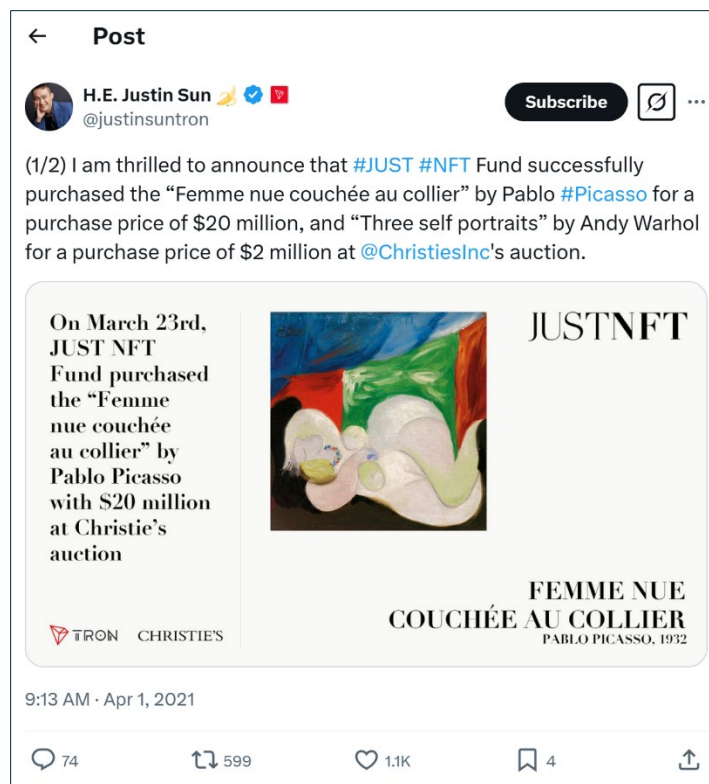 Post
H.E. Justin Sun
@justinsuntron
Subscribe
(1/2) I am thrilled to announce that #JUST #NFT Fund successfully
purchased the “Femme nue couchée au collier” by Pablo #Picasso for a
purchase price of $20 million, and “Three self portraits” by Andy Warhol
for a purchase price of $2 million at @ChristiesInc's auction.
On March 23rd,
JUST NFT
Fund purchased
the “Femme
nue couchée
au collier” by
Pablo Picasso
with $20 million
at Christie’s
auction
TRON CHRISTIE'S
JUSTNFT
FEMME NUE
COUCHÉE AU COLLIER
PABLO PICASSO, 1932
9:13 AM · Apr 1, 2021
74 599 1.1K 4